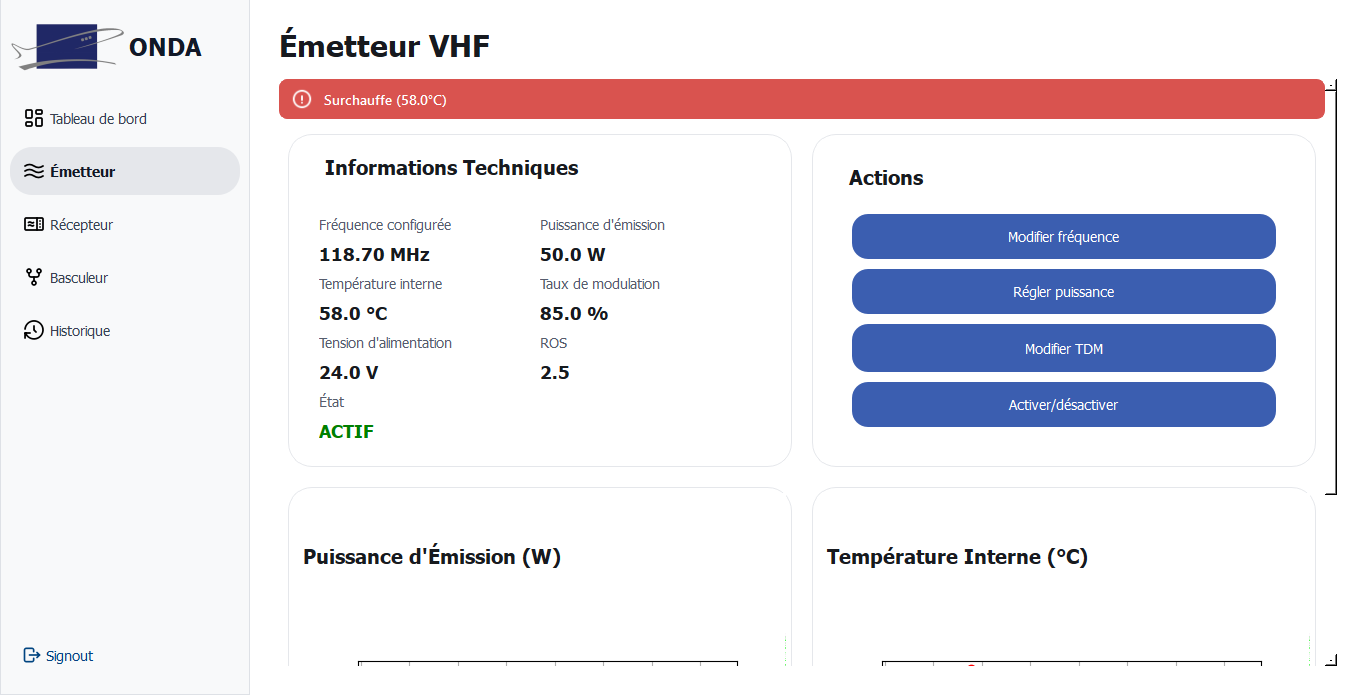 ONDA
Tableau de bord
Émetteur
Récepteur
Basculeur
Historique
Signout
Émetteur VHF
Surchauffe (58.0°C)
Informations Techniques
Fréquence configurée
118.70 MHz
Puissance d'émission
50.0 W
Température interne
58.0 °C
Taux de modulation
85.0 %
Tension d'alimentation
24.0 V
ROS
2.5
État
ACTIF
Actions
Modifier fréquence
Régler puissance
Modifier TDM
Activer/désactiver
Puissance d'Émission (W)
Température Interne (°C)